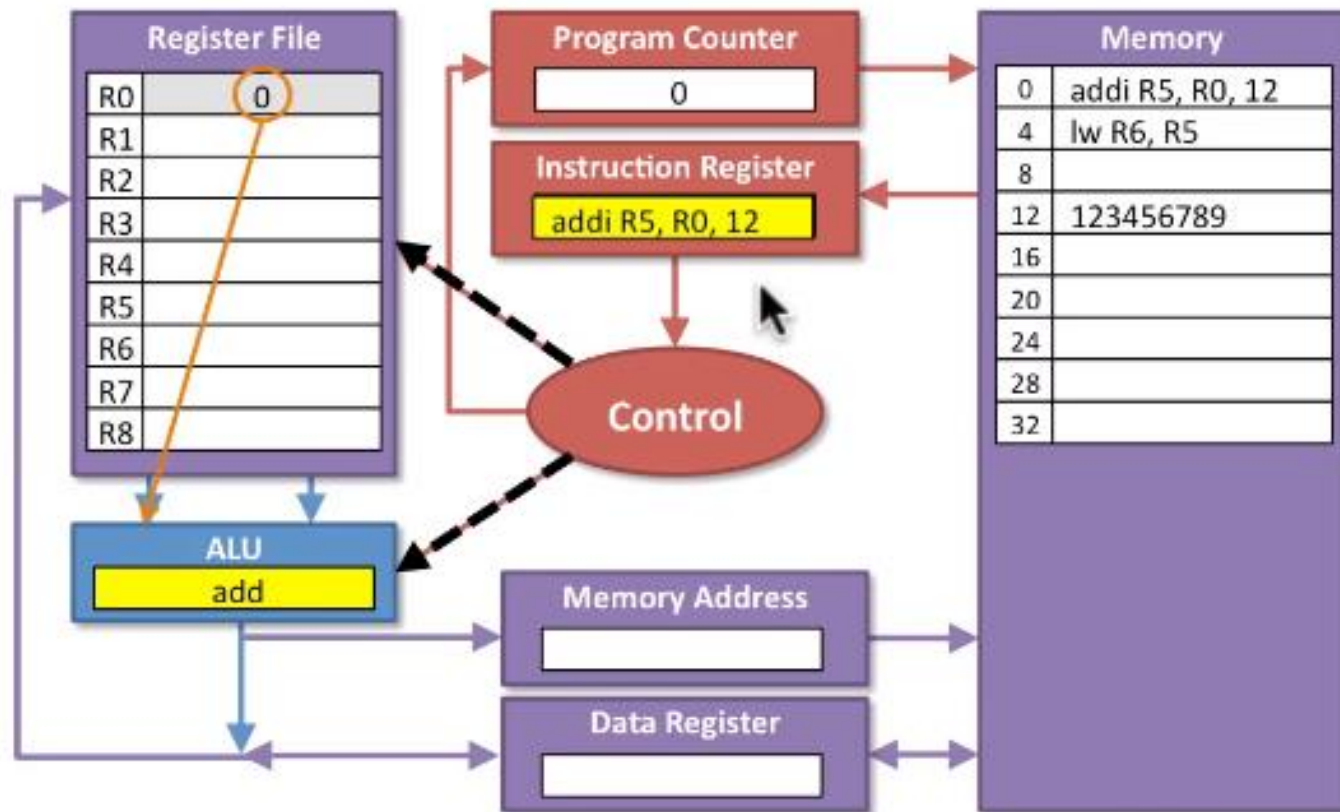 Register File
R0 0
R1
R2
R3
R4
R5
R6
R7
R8
Program Counter
0
Instruction Register
addi R5, R0, 12
Control
ALU
add
Memory Address
Data Register
Memory
0 addi R5, R0, 12
4 lw R6, R5
8
12 123456789
16
20
24
28
32